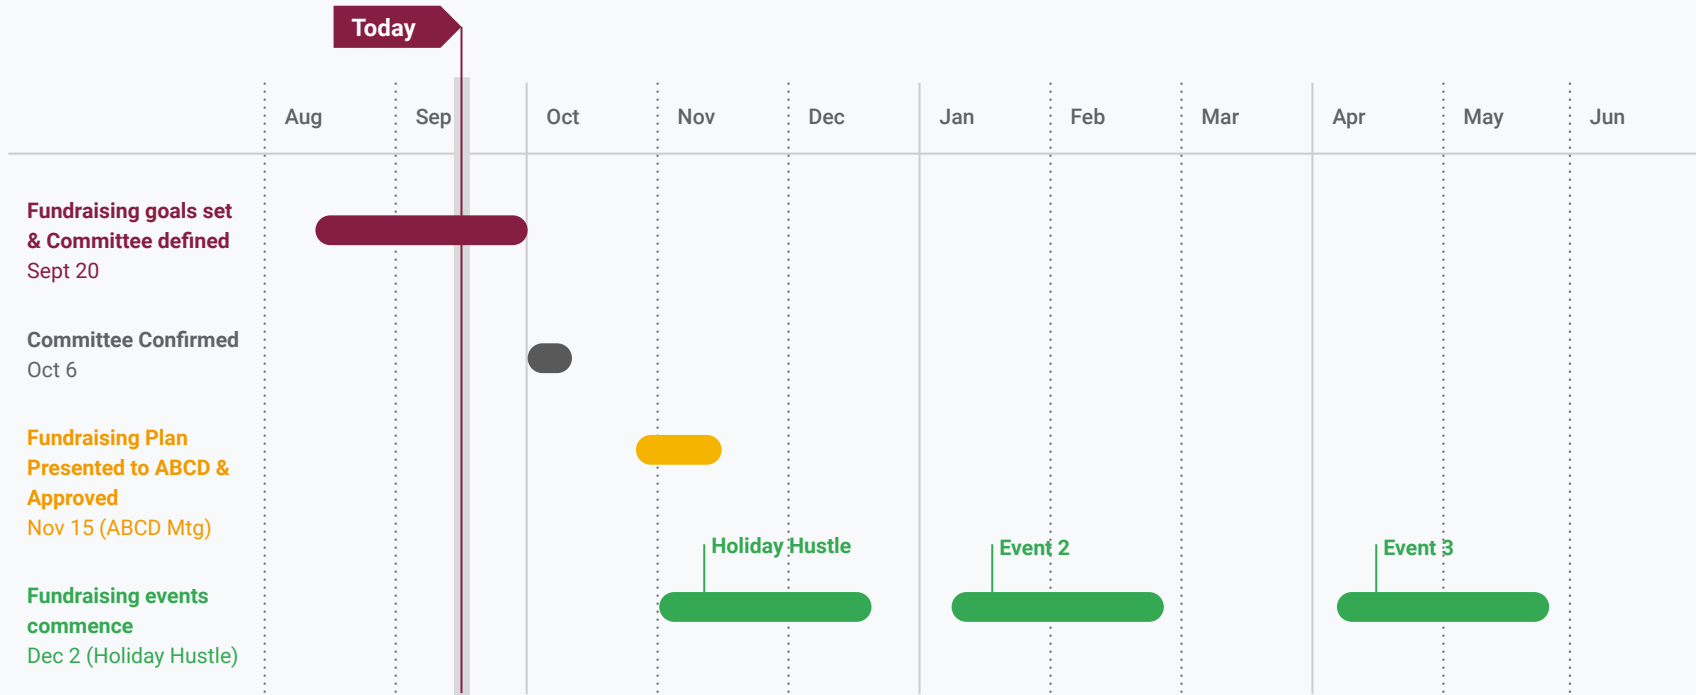 Today
Aug Sep Oct Nov Dec Jan Feb Mar Apr May Jun
Fundraising goals set
& Committee defined
Sept 20
Committee Confirmed
Oct 6
Fundraising Plan
Presented to ABCD &
Approved
Nov 15 (ABCD Mtg)
Holiday Hustle Event 2 Event 3
Fundraising events
commence
Dec 2 (Holiday Hustle)